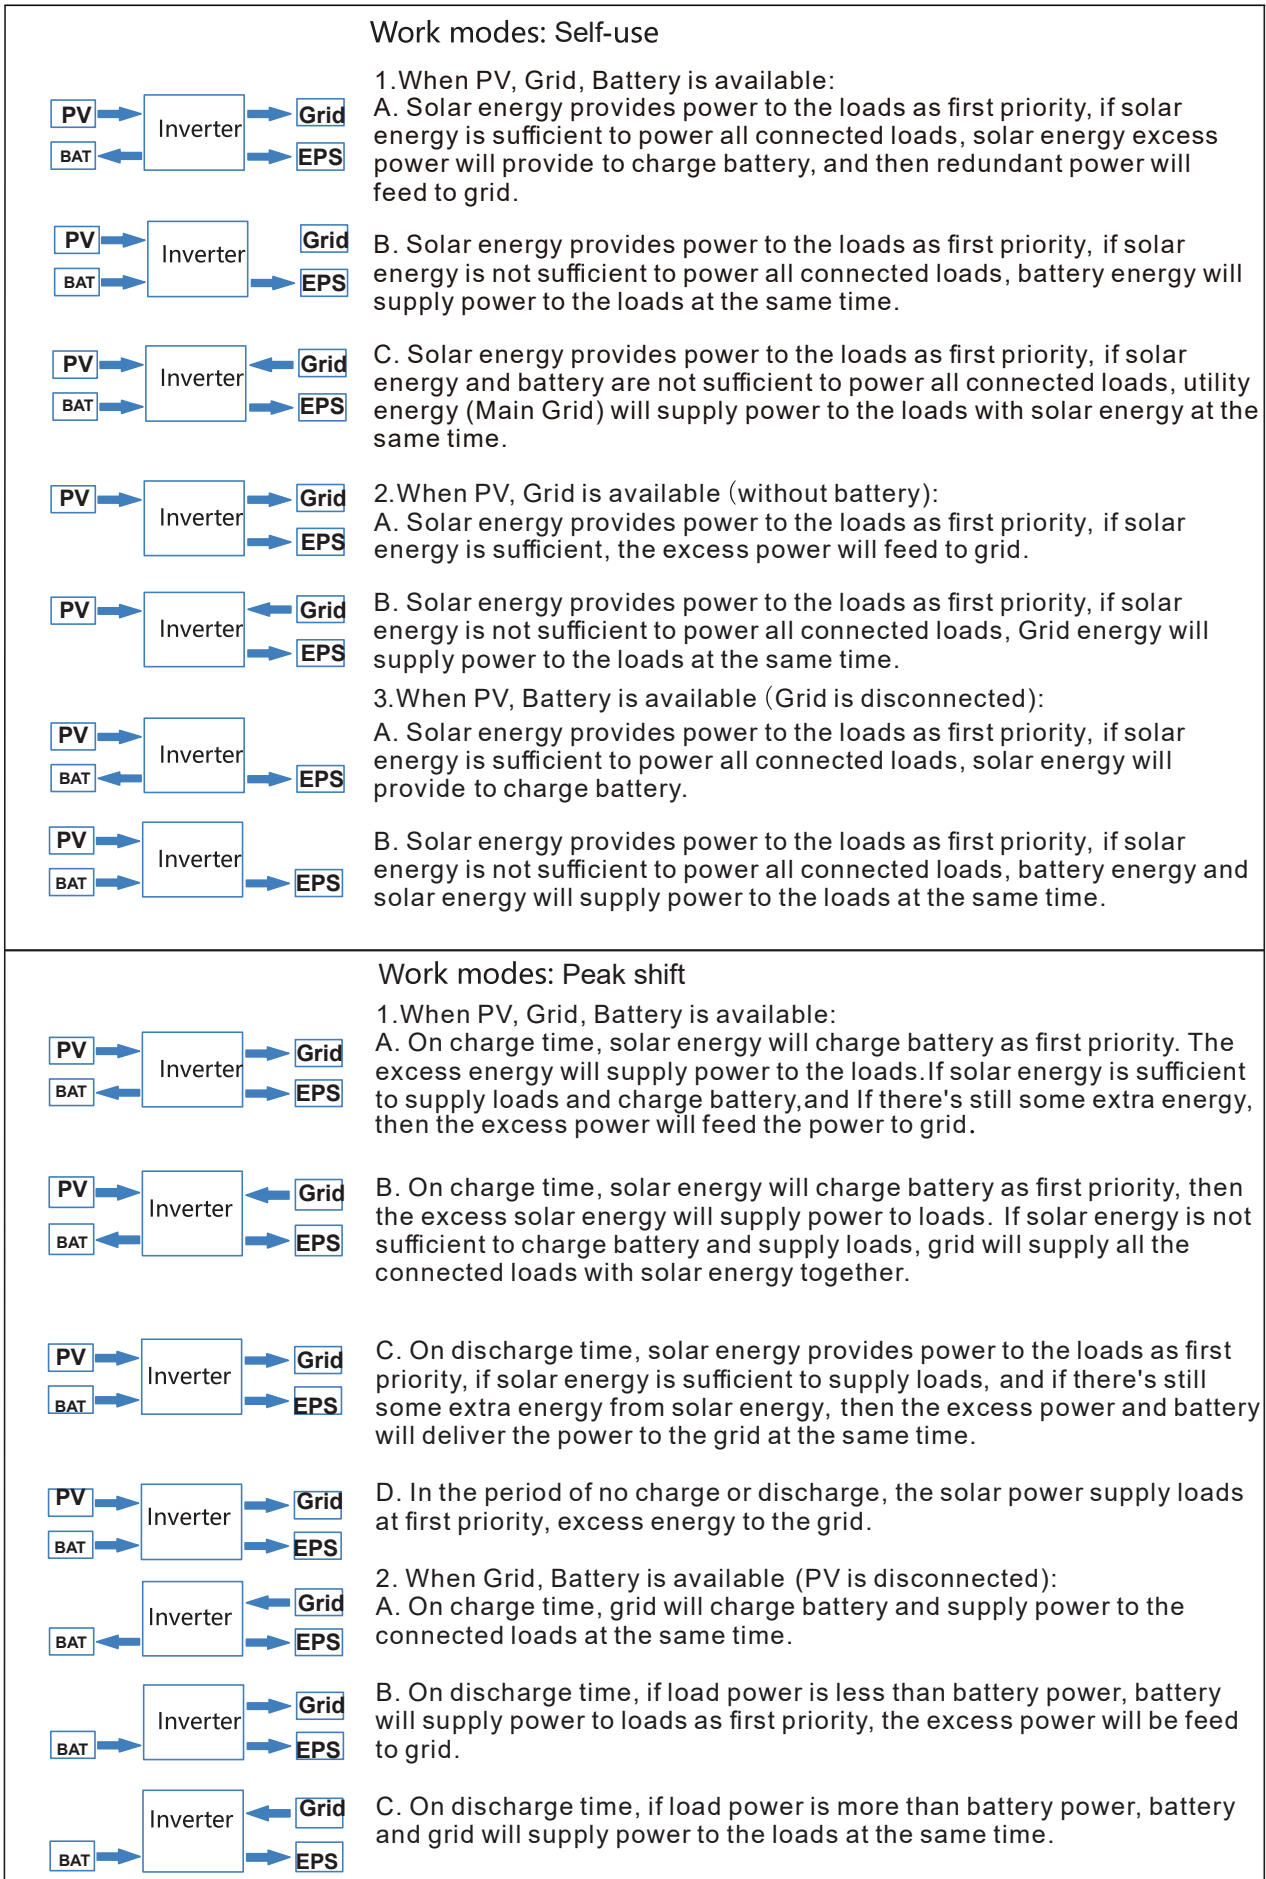 Work modes: Self-use
1.When PV, Grid, Battery is available:
A. Solar energy provides power to the loads as first priority, if solar
energy is sufficient to power all connected loads, solar energy excess
power will provide to charge battery, and then redundant power will
feed to grid.
PV
Inverter
Grid
BAT
EPS
B. Solar energy provides power to the loads as first priority, if solar
energy is not sufficient to power all connected loads, battery energy will
supply power to the loads at the same time.
PV
Inverter
Grid
BAT
EPS
C. Solar energy provides power to the loads as first priority, if solar
energy and battery are not sufficient to power all connected loads, utility
energy (Main Grid) will supply power to the loads with solar energy at the
same time.
PV
Inverter
Grid
BAT
EPS
2.When PV, Grid is available (without battery):
A. Solar energy provides power to the loads as first priority, if solar
energy is sufficient, the excess power will feed to grid.
PV
Inverter
Grid
EPS
B. Solar energy provides power to the loads as first priority, if solar
energy is not sufficient to power all connected loads, Grid energy will
supply power to the loads at the same time.
PV
Inverter
Grid
EPS
3.When PV, Battery is available (Grid is disconnected):
A. Solar energy provides power to the loads as first priority, if solar
energy is sufficient to power all connected loads, solar energy will
provide to charge battery.
PV
Inverter
BAT
EPS
B. Solar energy provides power to the loads as first priority, if solar
energy is not sufficient to power all connected loads, battery energy and
solar energy will supply power to the loads at the same time.
PV
Inverter
BAT
EPS
Work modes: Peak shift
1.When PV, Grid, Battery is available:
A. On charge time, solar energy will charge battery as first priority. The
excess energy will supply power to the loads.If solar energy is sufficient
to supply loads and charge battery,and If there's still some extra energy,
then the excess power will feed the power to grid.
PV
Inverter
Grid
BAT
EPS
B. On charge time, solar energy will charge battery as first priority, then
the excess solar energy will supply power to loads. If solar energy is not
sufficient to charge battery and supply loads, grid will supply all the
connected loads with solar energy together.
PV
Inverter
Grid
BAT
EPS
C. On discharge time, solar energy provides power to the loads as first
priority, if solar energy is sufficient to supply loads, and if there's still
some extra energy from solar energy, then the excess power and battery
will deliver the power to the grid at the same time.
PV
Inverter
Grid
BAT
EPS
D. In the period of no charge or discharge, the solar power supply loads
at first priority, excess energy to the grid.
PV
Inverter
Grid
BAT
EPS
2. When Grid, Battery is available (PV is disconnected):
A. On charge time, grid will charge battery and supply power to the
connected loads at the same time.
Inverter
Grid
BAT
EPS
B. On discharge time, if load power is less than battery power, battery
will supply power to loads as first priority, the excess power will be feed
to grid.
Inverter
Grid
BAT
EPS
C. On discharge time, if load power is more than battery power, battery
and grid will supply power to the loads at the same time.
Inverter
Grid
BAT
EPS